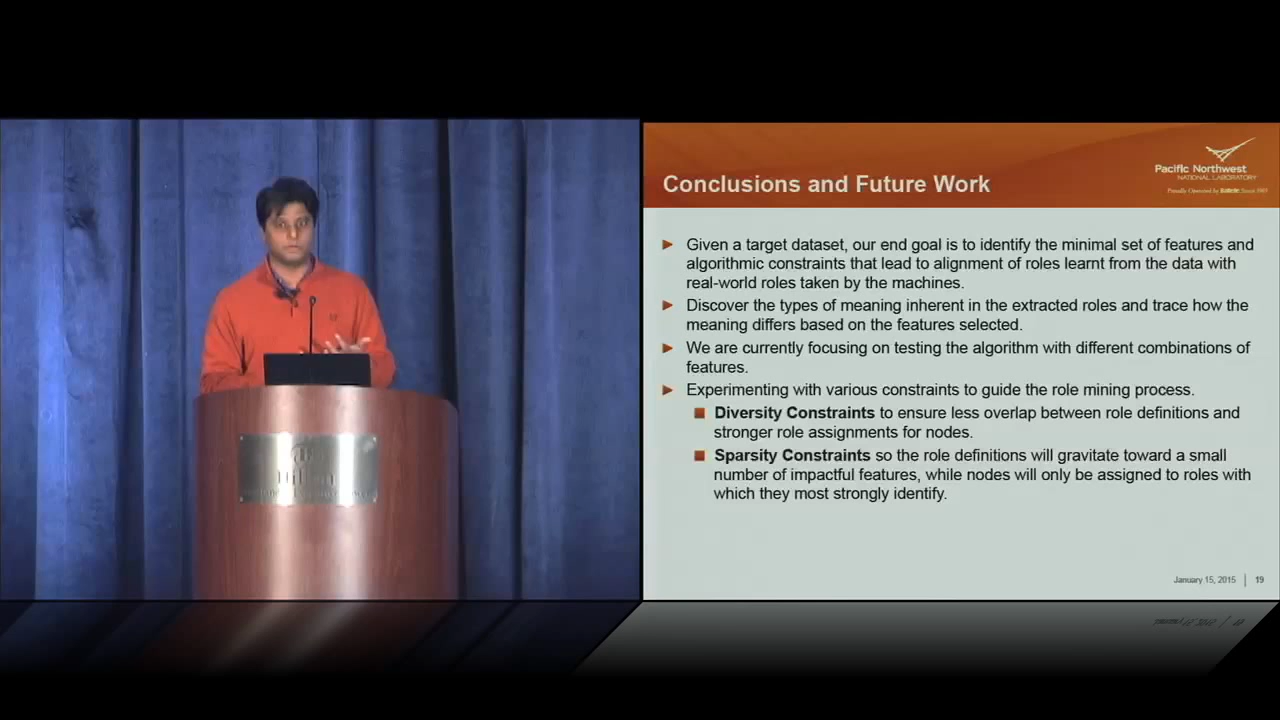 Hilton
Pacific Northwest
NATIONAL LABORATORY
Proudly Operated by Battelle Since 1965
Conclusions and Future Work
Given a target dataset, our end goal is to identify the minimal set of features and
algorithmic constraints that lead to alignment of roles learnt from the data with
real-world roles taken by the machines.
Discover the types of meaning inherent in the extracted roles and trace how the
meaning differs based on the features selected.
We are currently focusing on testing the algorithm with different combinations of
features.
Experimenting with various constraints to guide the role mining process.
Diversity Constraints to ensure less overlap between role definitions and
stronger role assignments for nodes.
Sparsity Constraints so the role definitions will gravitate toward a small
number of impactful features, while nodes will only be assigned to roles with
which they most strongly identify.
January 15, 2015 | 19